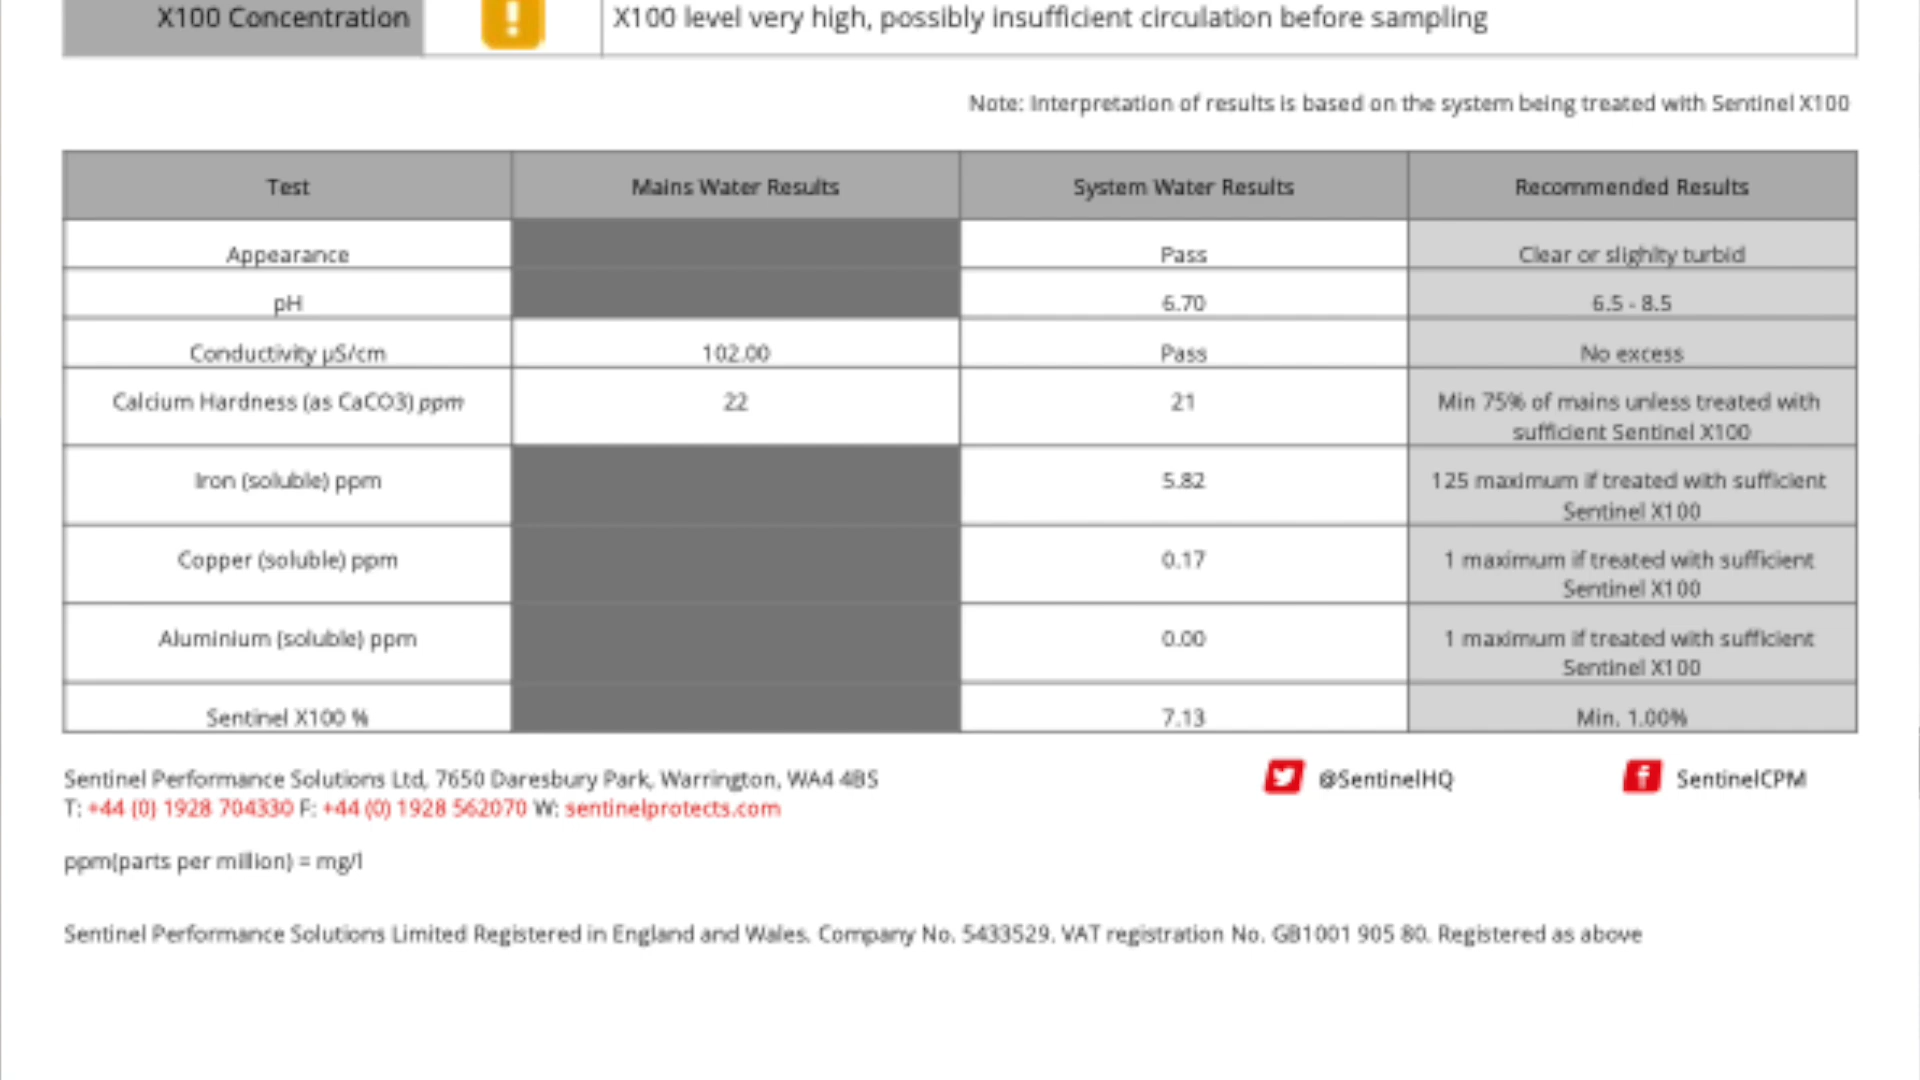 X100 Concentration
X100 level very high, possibly insufficient circulation before sampling
Note: Interpretation of results is based on the system being treated with Sentinel X100
Test Mains Water Results System Water Results Recommended Results
Appearance Pass Clear or slighlty turbid
pH 6.70 6.5 - 8.5
Conductivity µS/cm 102.00 Pass No excess
Calcium Hardness (as CaCO3) ppm 22 21 Min 75% of mains unless treated with
sufficient Sentinel X100
Iron (soluble) ppm 5.82 125 maximum if treated with sufficient
Sentinel X100
Copper (soluble) ppm 0.17 1 maximum if treated with sufficient
Sentinel X100
Aluminium (soluble) ppm 0.00 1 maximum if treated with sufficient
Sentinel X100
Sentinel X100 % 7.13 Min. 1.00%
Sentinel Performance Solutions Ltd, 7650 Daresbury Park, Warrington, WA4 4BS
@SentinelHQ
SentinelCPM
T: +44 (0) 1928 704330 F: +44 (0) 1928 562070 W: sentinelprotects.com
ppm(parts per million) = mg/l
Sentinel Performance Solutions Limited Registered in England and Wales. Company No. 5433529. VAT registration No. GB1001 905 80. Registered as above